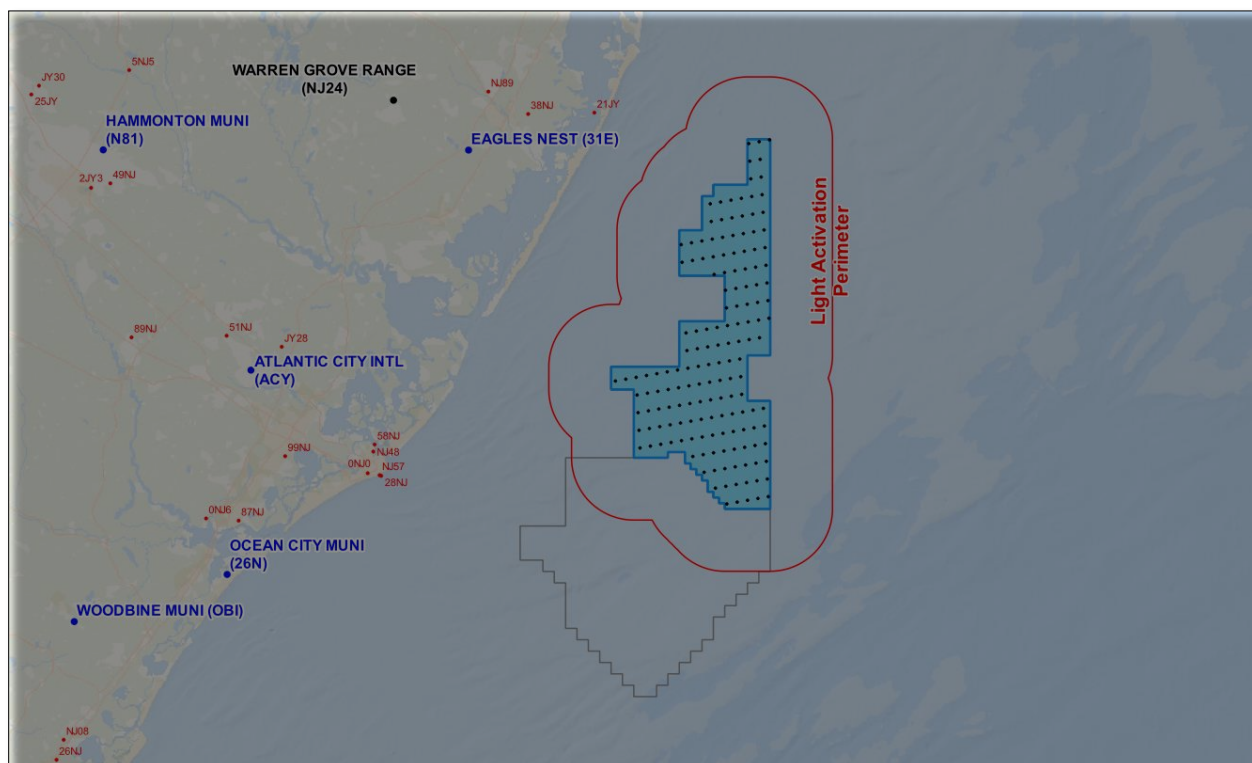 5NJ5
JY30
25JY
WARREN GROVE RANGE
(NJ24)
NJ89
38NJ
21JY
HAMMONTON MUNI
(N81)
EAGLES NEST (31E)
2JY3
49NJ
Light Activation
Perimeter
89NJ
51NJ
JY28
ATLANTIC CITY INTL
(ACY)
58NJ
NJ48
99NJ
0NJ0
NJ57
28NJ
0NJ6
87NJ
OCEAN CITY MUNI
(26N)
WOODBINE MUNI (OBI)
NJ08
26NJ